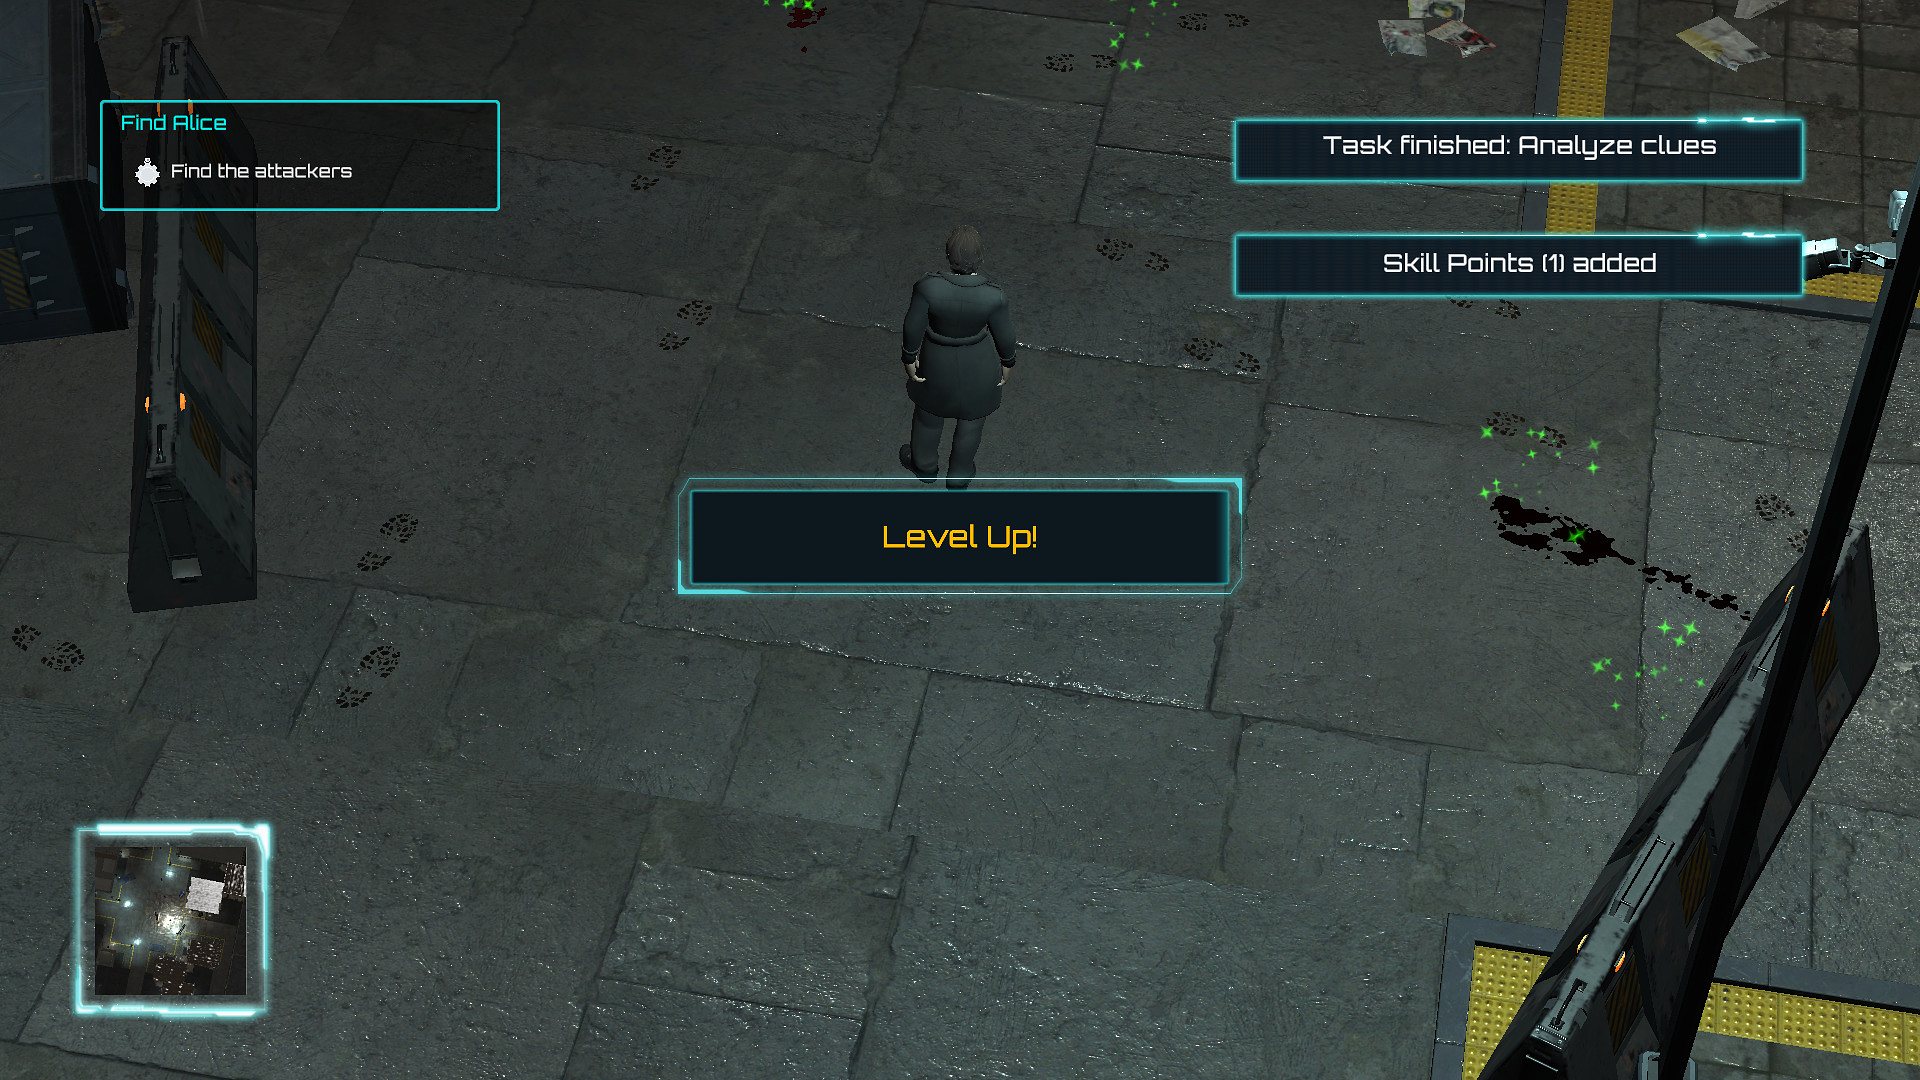 Find Alice
Find the attackers
Task finished: Analyze clues
Skill Points (1) added
Level Up!